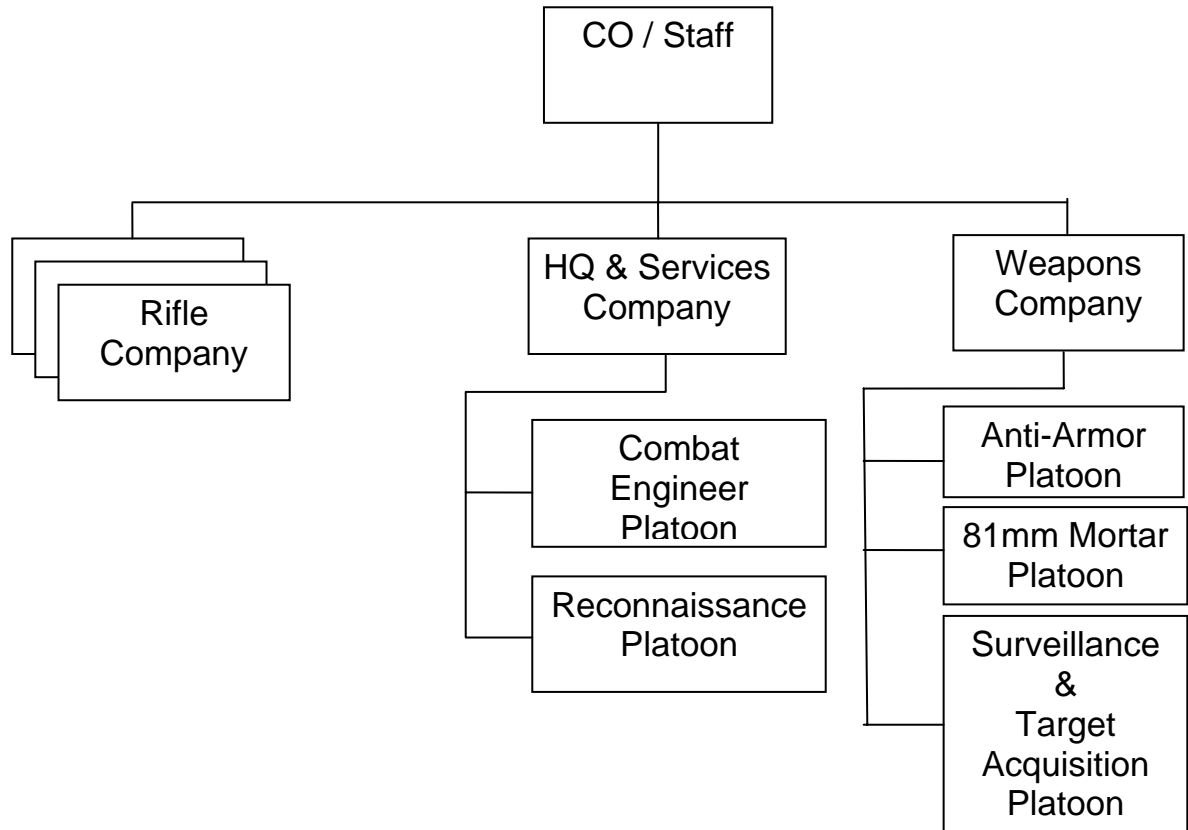 CO / Staff
Rifle
Company
HQ & Services
Company
Combat
Engineer
Platoon
Reconnaissance
Platoon
Weapons
Company
Anti-Armor
Platoon
81mm Mortar
Platoon
Surveillance
&
Target
Acquisition
Platoon